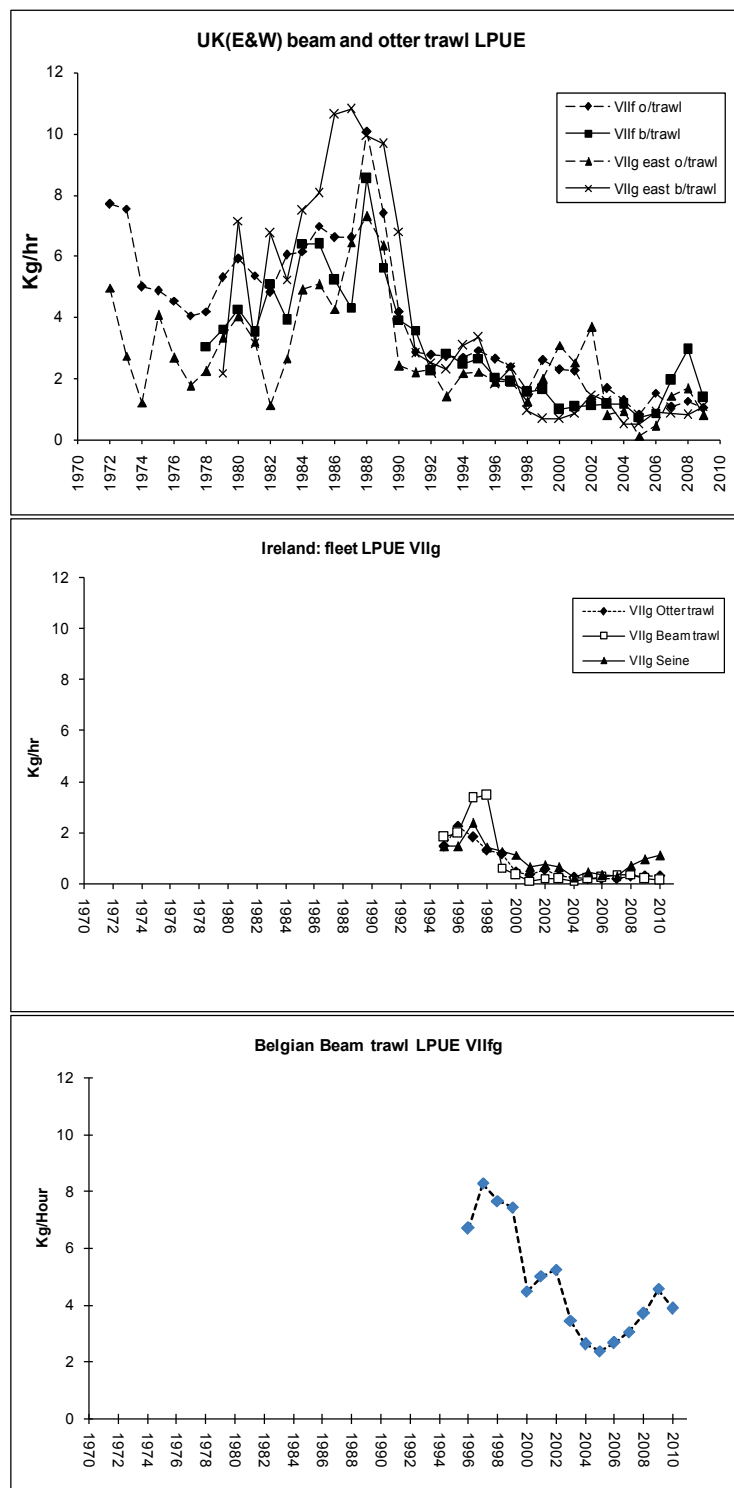 UK(E&W) beam and otter trawl LPUE
12
10
8
6
4
2
0
Kg/hr
VIIf o/trawl
VIIf b/trawl
VIIg east o/trawl
VIIg east b/trawl
1970 1972 1974 1976 1978 1980 1982 1984 1986 1988 1990 1992 1994 1996 1998 2000 2002 2004 2006 2008 2010
Ireland: fleet LPUE VIIg
12
10
8
6
4
2
0
Kg/hr
VIIg Otter trawl
VIIg Beam trawl
VIIg Seine
1970 1972 1974 1976 1978 1980 1982 1984 1986 1988 1990 1992 1994 1996 1998 2000 2002 2004 2006 2008 2010
Belgian Beam trawl LPUE VIIfg
12
10
8
6
4
2
0
Kg/Hour
1970 1972 1974 1976 1978 1980 1982 1984 1986 1988 1990 1992 1994 1996 1998 2000 2002 2004 2006 2008 2010